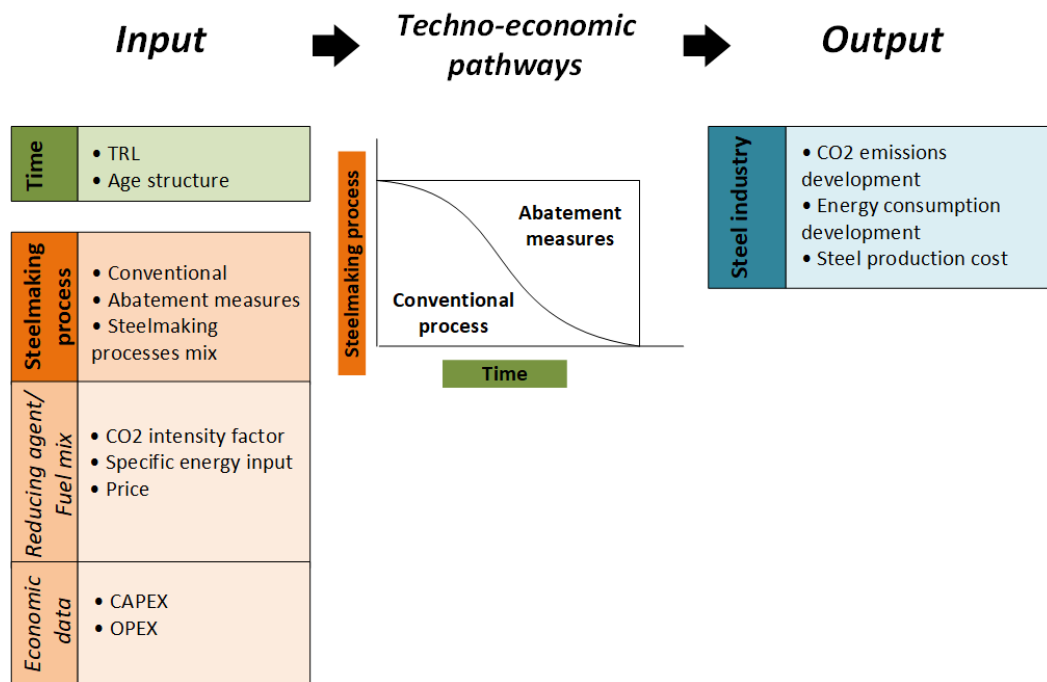 Input
Techno-economic
pathways
Output
Time
• TRL
• Age structure
Steelmaking
process
• Conventional
• Abatement measures
• Steelmaking
processes mix
Reducing agent/
Fuel mix
• CO2 intensity factor
• Specific energy input
• Price
Economic
data
• CAPEX
• OPEX
Steelmaking process
Abatement
measures
Conventional
process
Time
Steel industry
• CO2 emissions
development
• Energy consumption
development
• Steel production cost